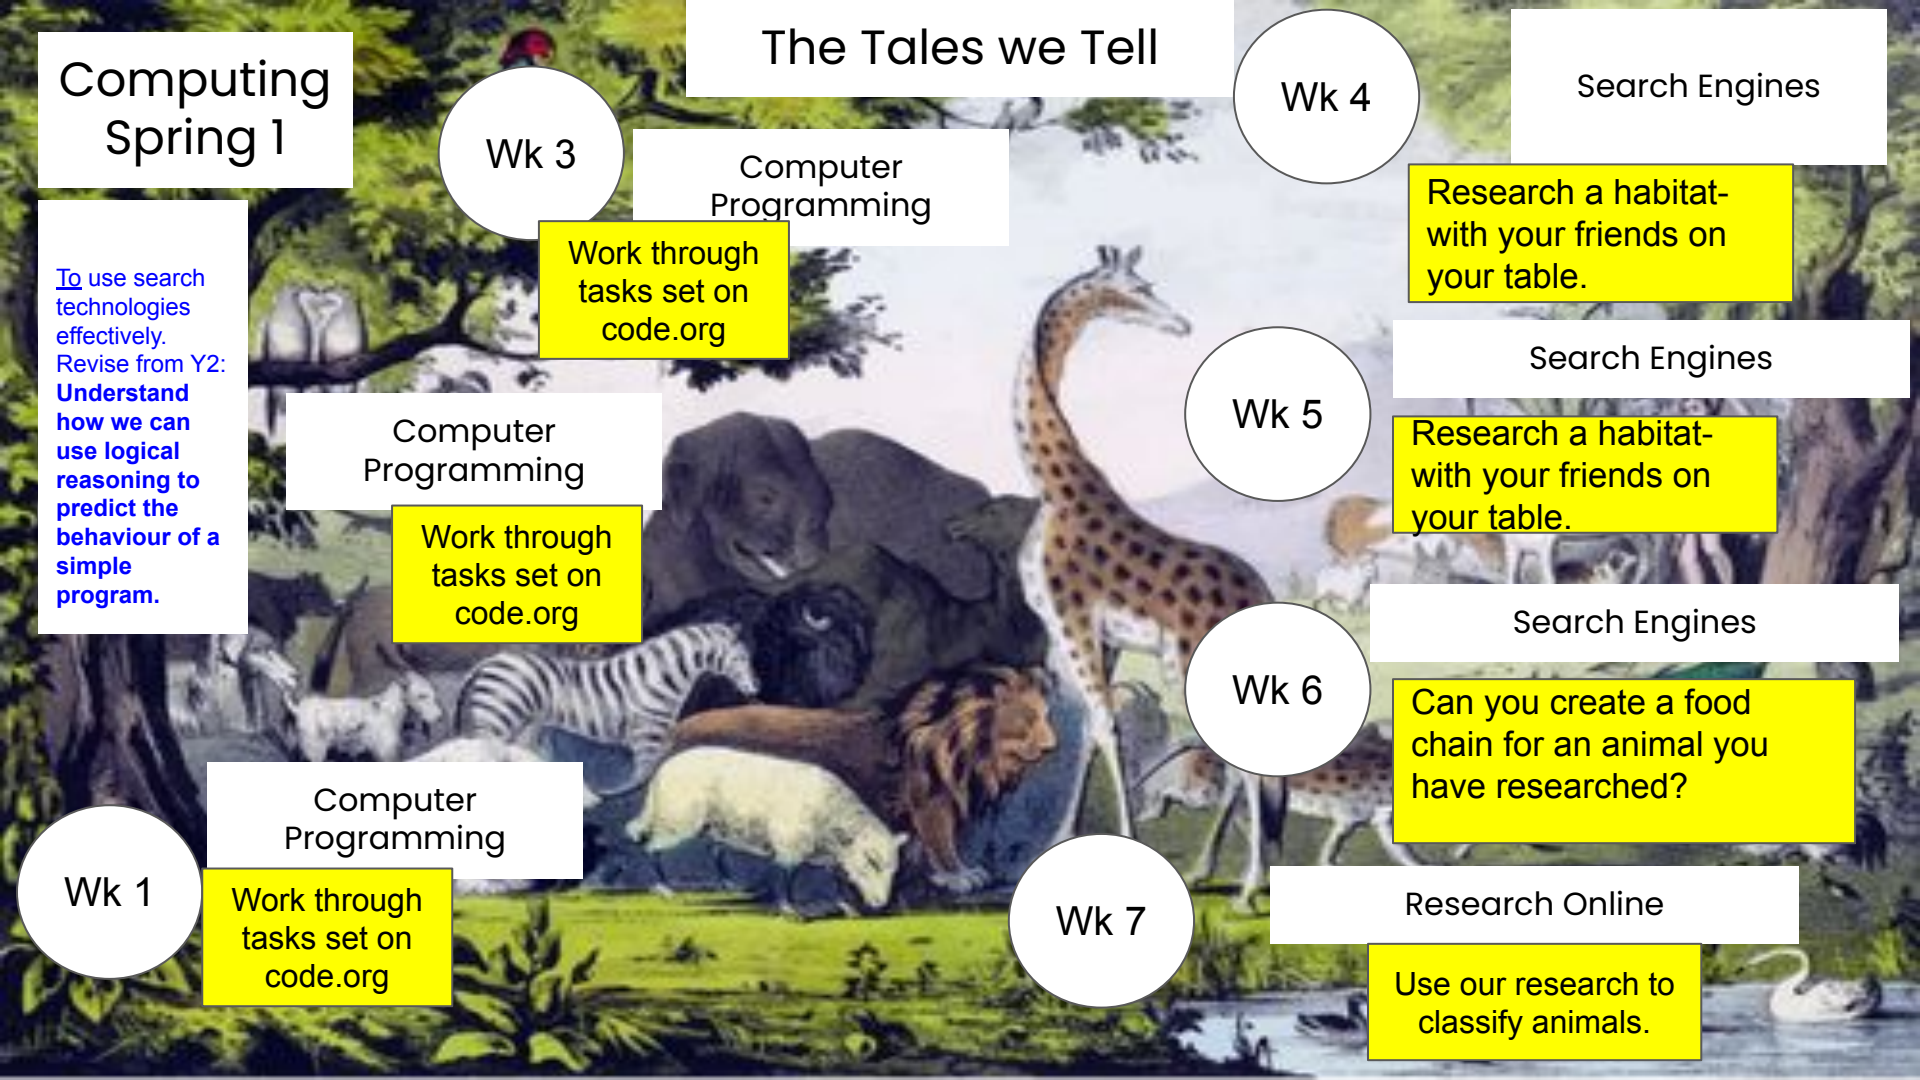 The Tales we Tell
Computing
Spring 1
To use search
technologies
effectively.
Revise from Y2:
Understand
how we can
use logical
reasoning to
predict the
behaviour of a
simple
program.
Wk 1
Computer
Programming
Work through
tasks set on
code.org
Computer
Programming
Work through
tasks set on
code.org
Wk 3
Computer
Programming
Work through
tasks set on
code.org
Wk 4
Search Engines
Research a habitat-
with your friends on
your table.
Wk 5
Search Engines
Research a habitat-
with your friends on
your table.
Wk 6
Search Engines
Can you create a food
chain for an animal you
have researched?
Wk 7
Research Online
Use our research to
classify animals.